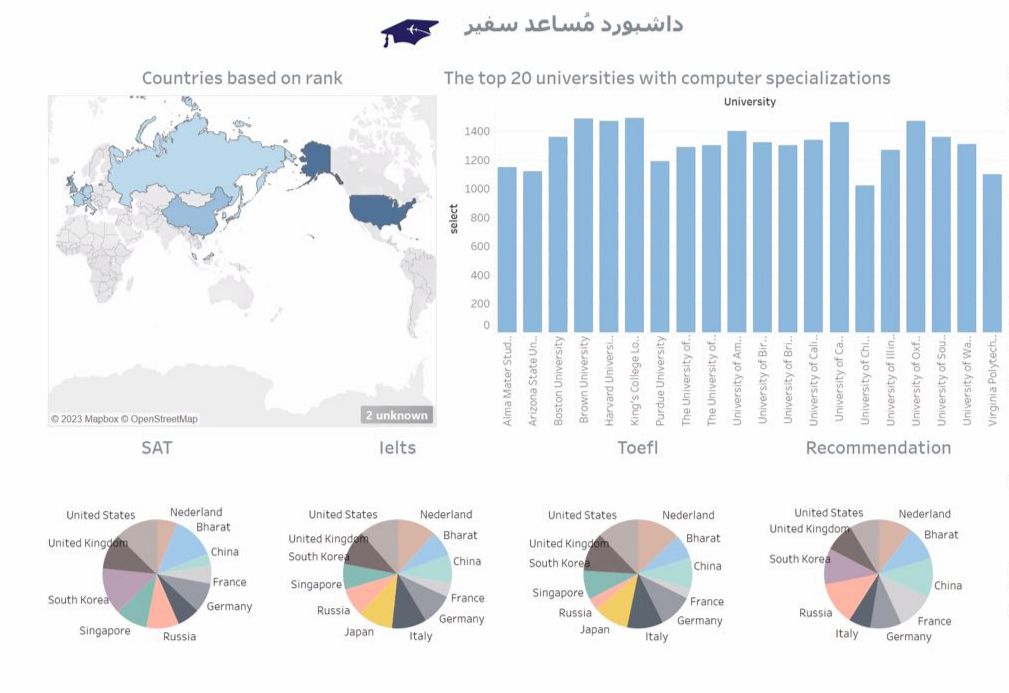 داشبورد مُساعد سفير
Countries based on rank
The top 20 universities with computer specializations
University
select
1400
1200
1000
800
600
400
200
0
Alma Mater Stud..
Arizona State Un..
Boston University
Brown University
Harvard Universi..
King's College Lo..
Purdue University
The University of..
The University of..
University of Am..
University of Bir..
University of Bri..
University of Cali..
University of Ca..
University of Chi..
University of Illin..
University of Oxf..
University of Sou..
University of Wa..
Virginia Polytech..
© 2023 Mapbox © OpenStreetMap
2 unknown
SAT
Ielts
Toefl
Recommendation
United States
Nederland
Bharat
United Kingdom
China
France
South Korea
Germany
Singapore
Russia
United States
Nederland
United Kingdom
Bharat
South Korea
China
Singapore
France
Russia
Germany
Japan
Italy
United States
Nederland
United Kingdom
Bharat
South Korea
China
Singapore
France
Russia
Germany
Japan
Italy
United States
Nederland
United Kingdom
Bharat
South Korea
China
Russia
France
Italy
Germany